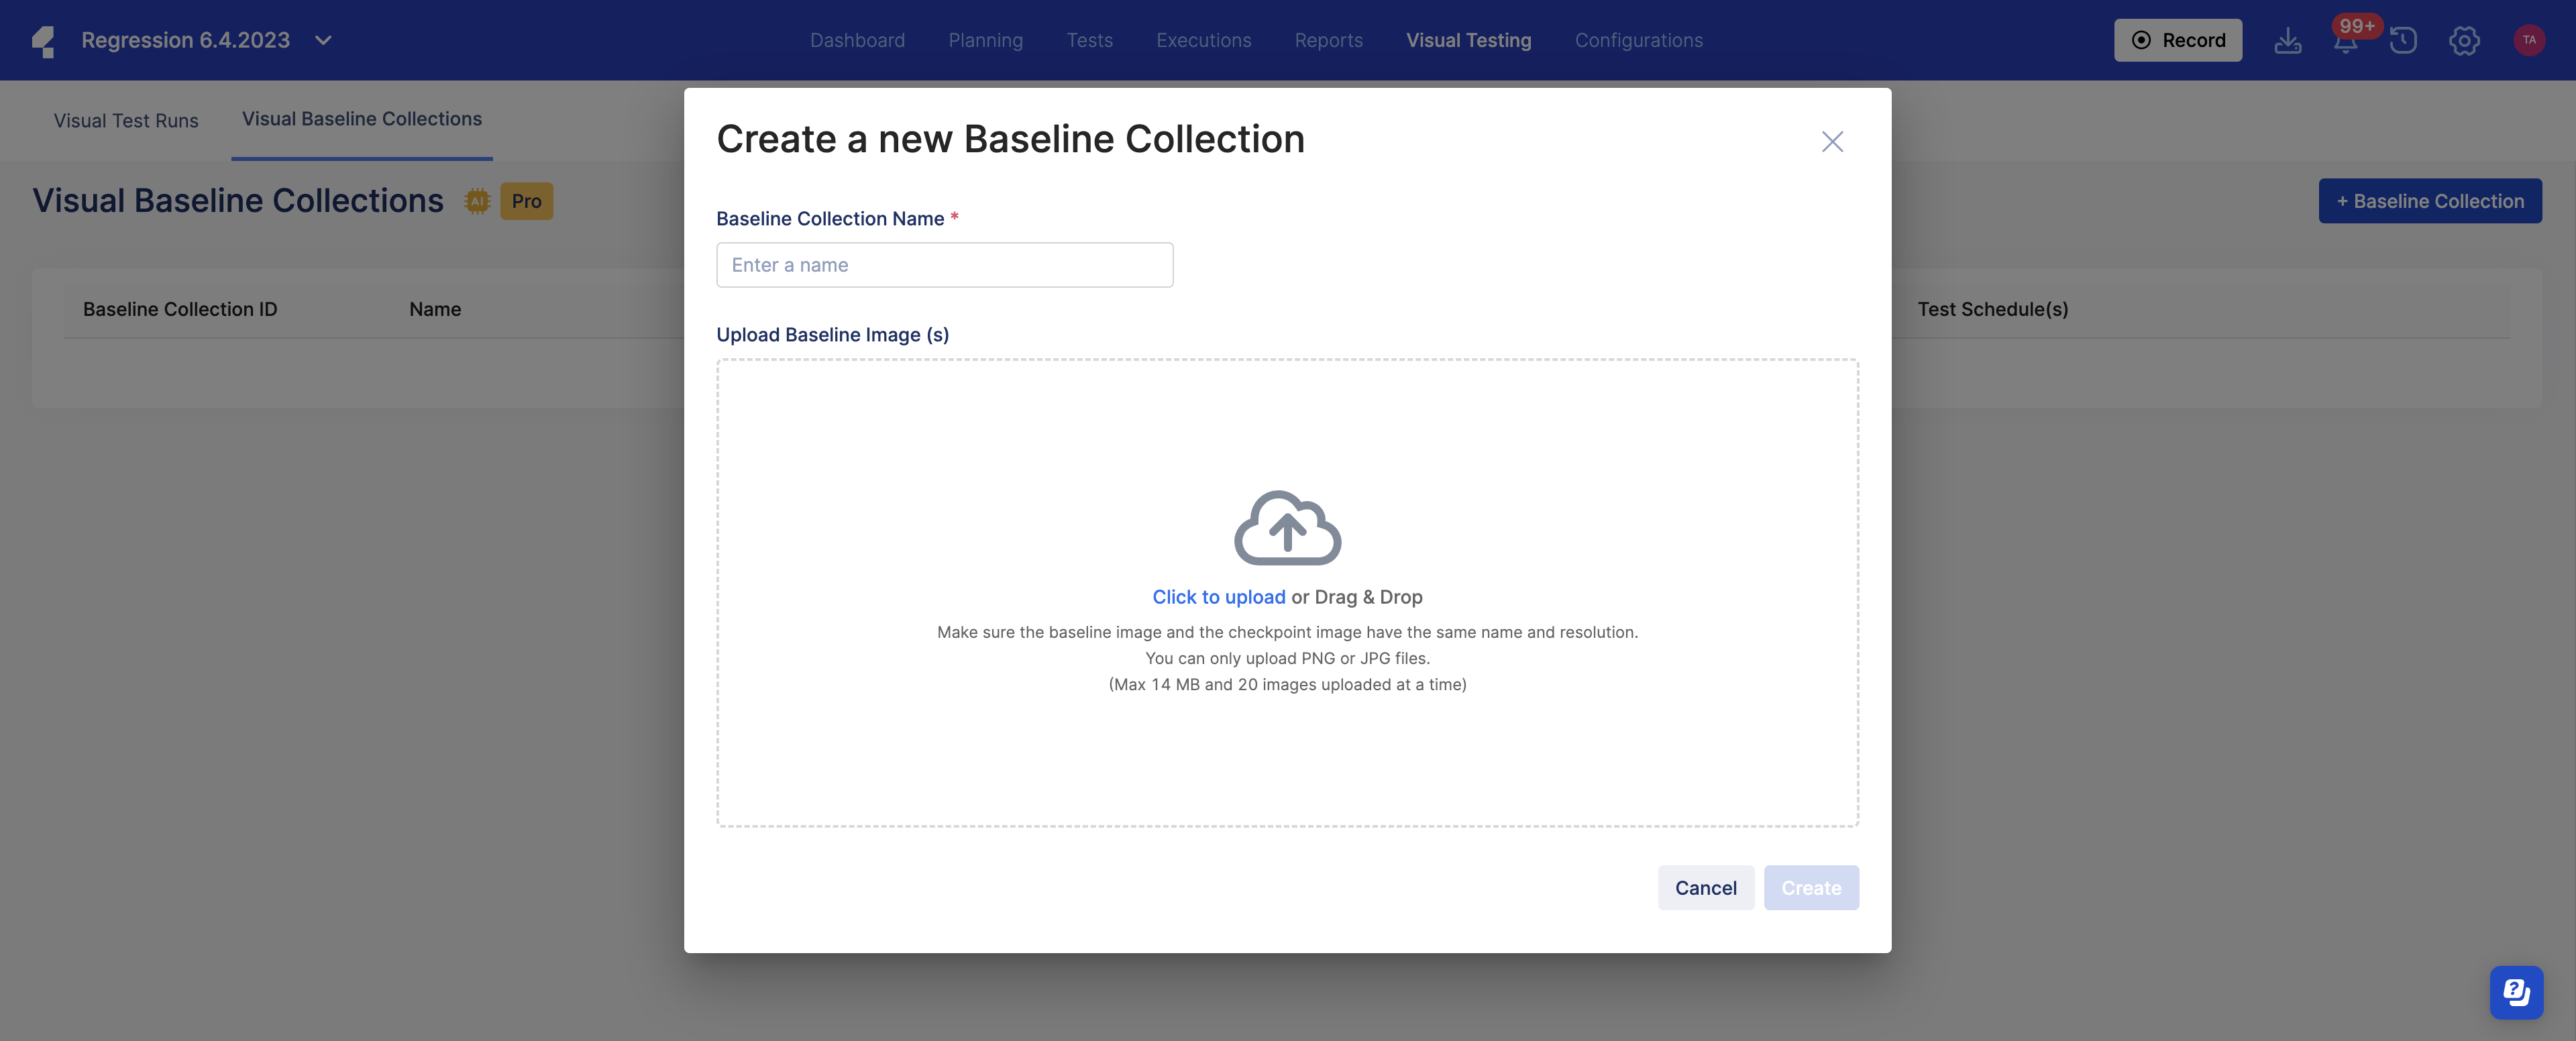 Regression 6.4.2023
Dashboard Planning Tests Executions Reports Visual Testing Configurations
Record
99+
TA
Visual Test Runs Visual Baseline Collections
Visual Baseline Collections AI Pro
+ Baseline Collection
Baseline Collection ID Name Test Schedule(s)
Create a new Baseline Collection
Baseline Collection Name *
Enter a name
Upload Baseline Image (s)
Click to upload or Drag & Drop
Make sure the baseline image and the checkpoint image have the same name and resolution.
You can only upload PNG or JPG files.
(Max 14 MB and 20 images uploaded at a time)
Cancel Create
?